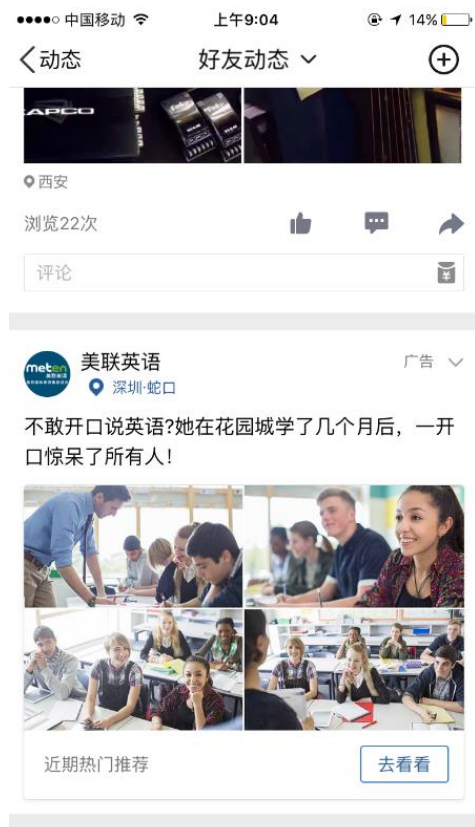 中国移动 上午9:04 14%
动态 好友动态
APCO
西安
浏览22次
评论
meten 美联英语 广告
深圳·蛇口
不敢开口说英语?她在花园城学了几个月后，一开
口惊呆了所有人！
近期热门推荐 去看看